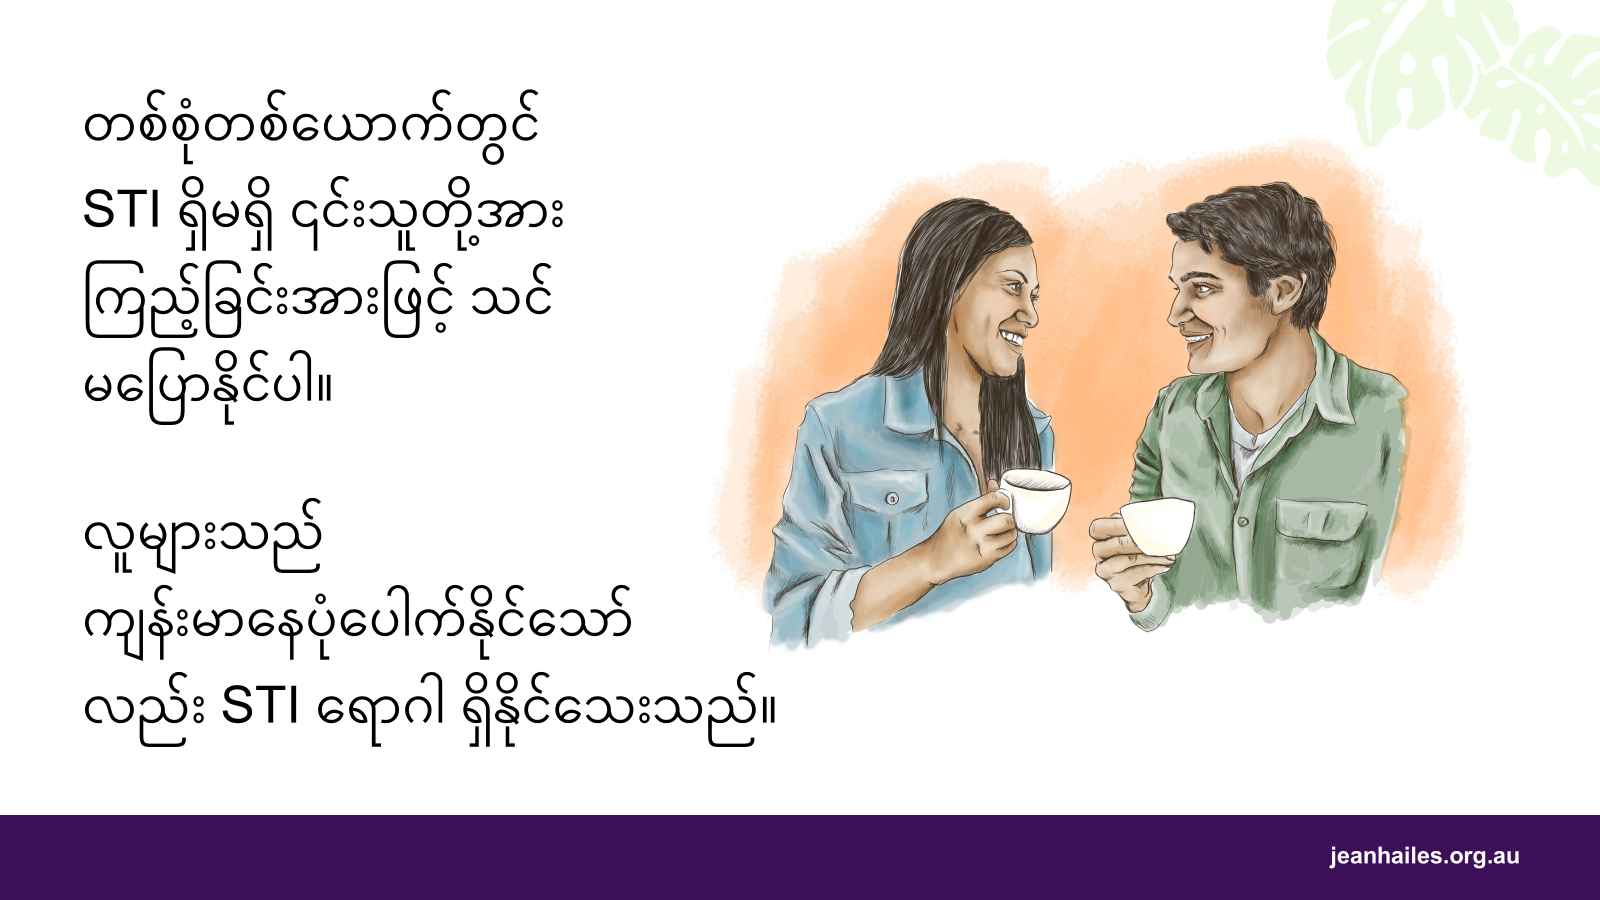 တစ်စုံတစ်ယောက်တွင်
STI ရှိမရှိ ၎င်းသူတို့အား
ကြည့်ခြင်းအားဖြင့် သင်
မပြောနိုင်ပါ။
လူများသည်
ကျန်းမာနေပုံပေါက်နိုင်သော်
လည်း STI ရောဂါ ရှိနိုင်သေးသည်။
jeanhailes.org.au